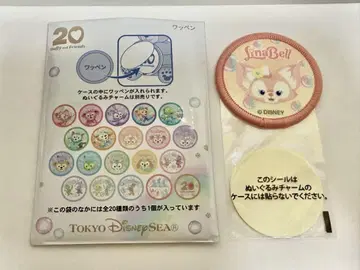 ワッペン
20
Duffy and Friends
ワッペン
ケースの中にワッペンが入れられます。
ぬいぐるみチャームは別売りです。
※この袋のなかには全20種類のうち1個が入っています
TOKYO DisneySEA®
LinaBell
© DISNEY
このシールは
ぬいぐるみチャームの
ケースには貼らないでください。